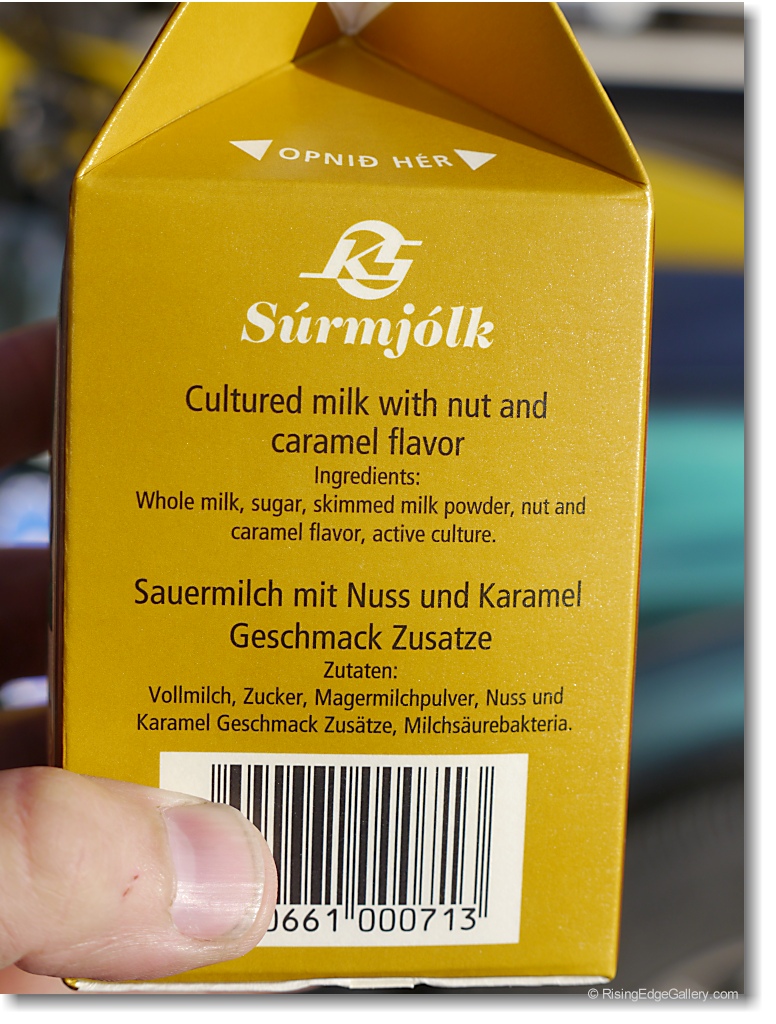 OPNIÐ HÉR
KS
Súrmjólk
Cultured milk with nut and
caramel flavor
Ingredients:
Whole milk, sugar, skimmed milk powder, nut and
caramel flavor, active culture.
Sauermilch mit Nuss und Karamel
Geschmack Zusatze
Zutaten:
Vollmilch, Zucker, Magermilchpulver, Nuss und
Karamel Geschmack Zusätze, Milchsäurebakteria.
0661 000713
© RisingEdgeGallery.com